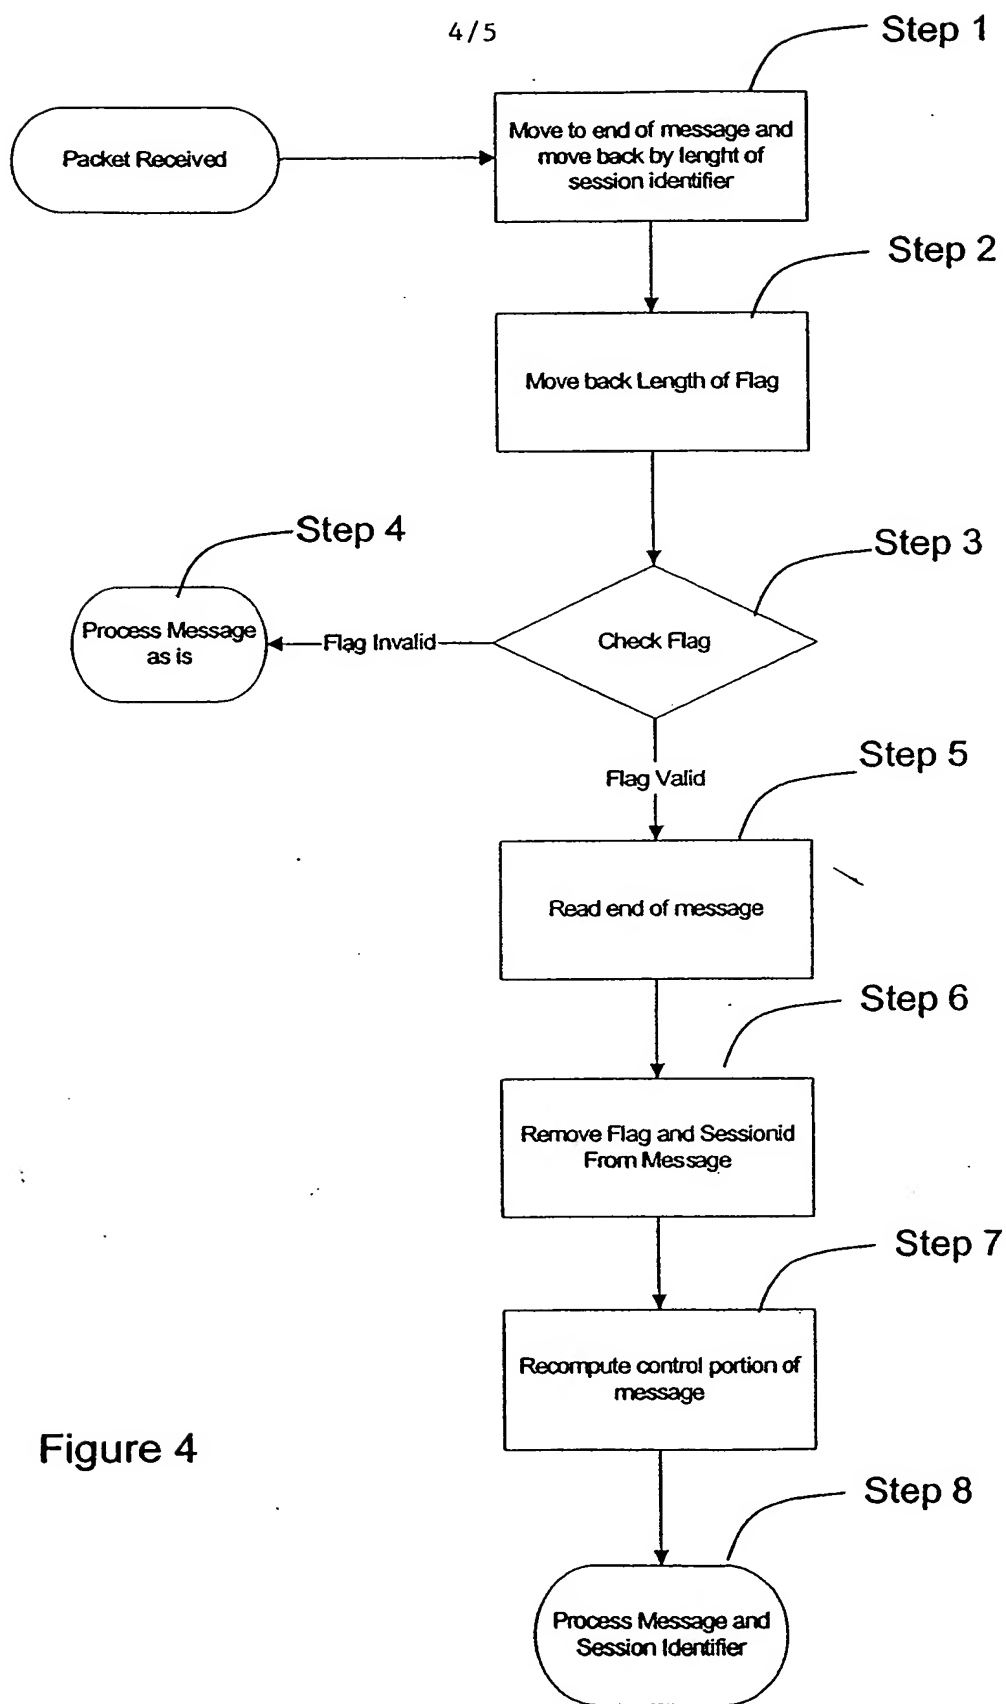 4/5
Step 1
Packet Received
Move to end of message and
move back by lenght of
session identifier
Step 2
Move back Length of Flag
Step 4
Step 3
Process Message
as is
Flag Invalid
Check Flag
Step 5
Flag Valid
Read end of message
Step 6
Remove Flag and Sessionid
From Message
Step 7
Recompute control portion of
message
Figure 4
Step 8
Process Message and
Session Identifier